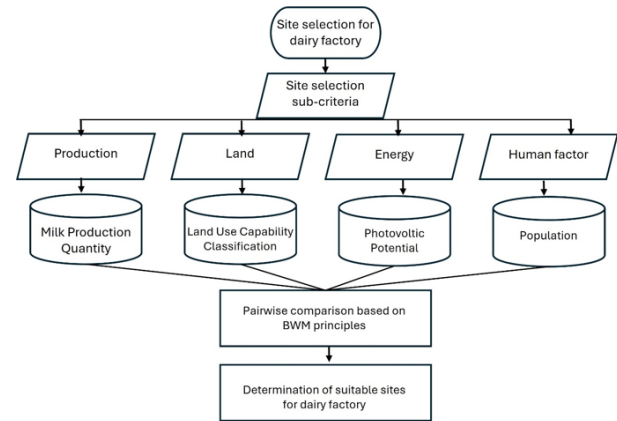 Site selection for
dairy factory
Site selection
sub-criteria
Production
Land
Energy
Human factor
Milk Production
Quantity
Land Use Capability
Classification
Photovoltic
Potential
Population
Pairwise comparison based on
BWM principles
Determination of suitable sites
for dairy factory